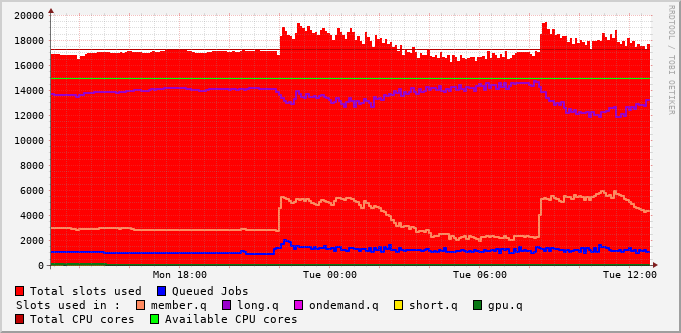 20000
18000
16000
14000
12000
10000
8000
6000
4000
2000
0
Mon 18:00 Tue 00:00 Tue 06:00 Tue 12:00
Total slots used Queued Jobs
Slots used in : member.q long.q ondemand.q short.q gpu.q
Total CPU cores Available CPU cores
RRDTOOL / TOBI OETIKER